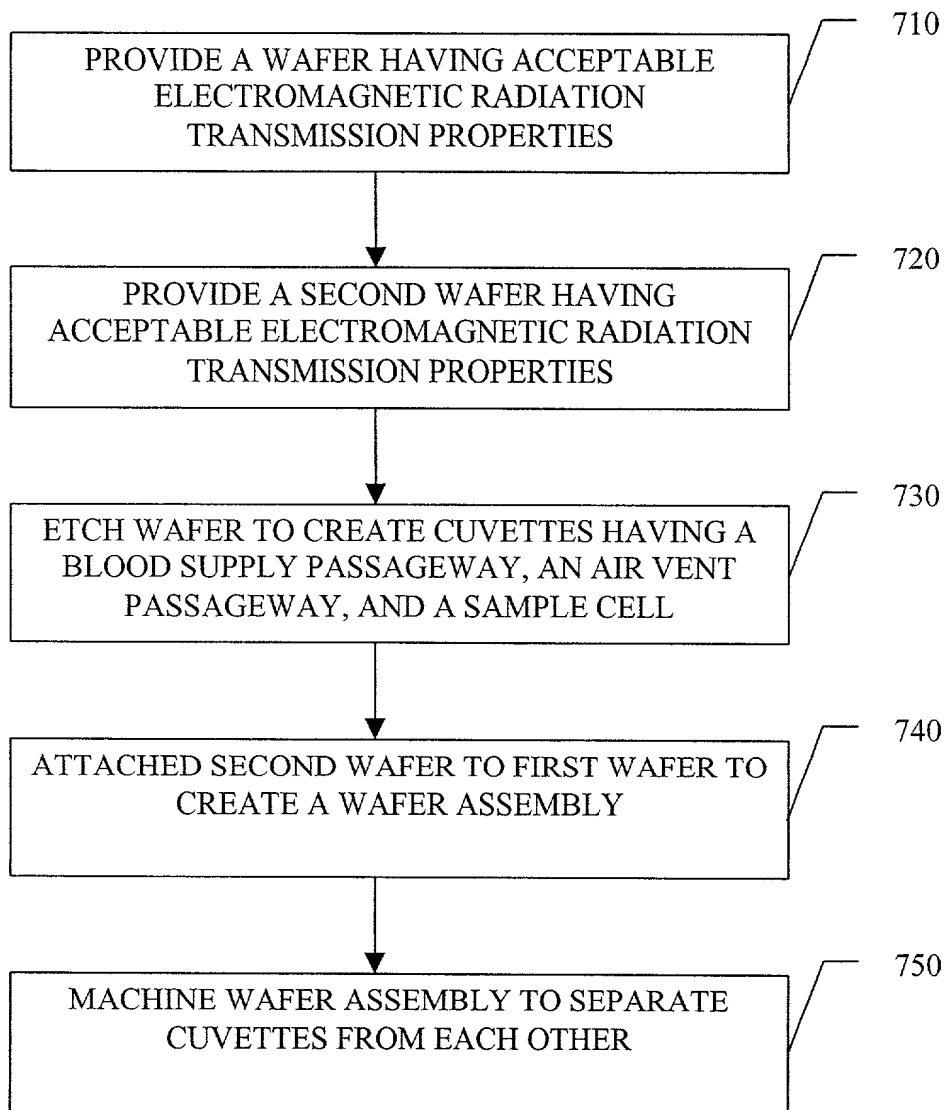 710
PROVIDE A WAFER HAVING ACCEPTABLE
ELECTROMAGNETIC RADIATION
TRANSMISSION PROPERTIES
720
PROVIDE A SECOND WAFER HAVING
ACCEPTABLE ELECTROMAGNETIC RADIATION
TRANSMISSION PROPERTIES
730
ETCH WAFER TO CREATE CUVETTES HAVING A
BLOOD SUPPLY PASSAGEWAY, AN AIR VENT
PASSAGEWAY, AND A SAMPLE CELL
740
ATTACHED SECOND WAFER TO FIRST WAFER TO
CREATE A WAFER ASSEMBLY
750
MACHINE WAFER ASSEMBLY TO SEPARATE
CUVETTES FROM EACH OTHER